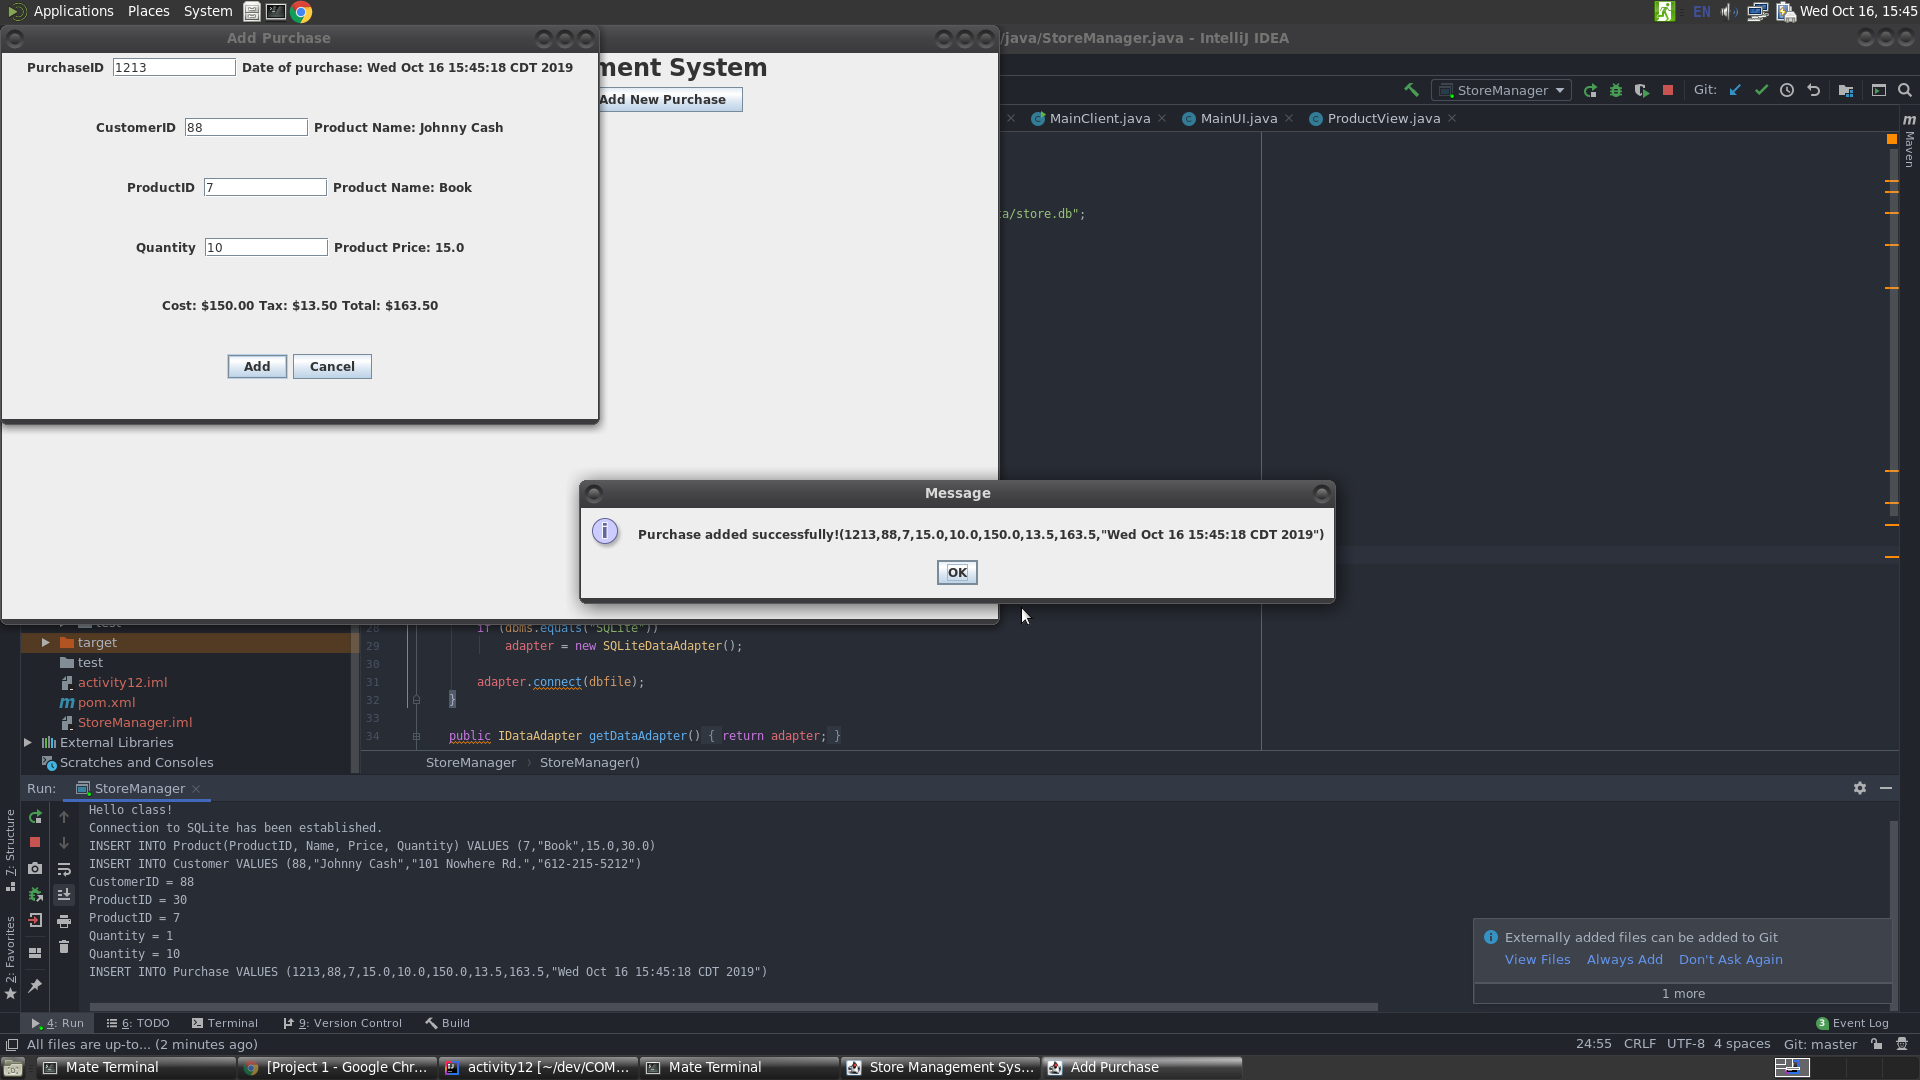 Applications Places System
EN Wed Oct 16, 15:45
Add Purchase
/java/StoreManager.java - IntelliJ IDEA
PurchaseID 1213 Date of purchase: Wed Oct 16 15:45:18 CDT 2019
ment System
Add New Purchase
StoreManager Git:
CustomerID 88 Product Name: Johnny Cash
MainClient.java MainUI.java ProductView.java
m Maven
ProductID 7 Product Name: Book
a/store.db";
Quantity 10 Product Price: 15.0
Cost: $150.00 Tax: $13.50 Total: $163.50
Add Cancel
Message
Purchase added successfully!(1213,88,7,15.0,10.0,150.0,13.5,163.5,"Wed Oct 16 15:45:18 CDT 2019")
OK
test
target
test
activity12.iml
pom.xml
StoreManager.iml
External Libraries
Scratches and Consoles
28 if (dbms.equals("SQLite"))
29 adapter = new SQLiteDataAdapter();
30
31 adapter.connect(dbfile);
32 }
33
34 public IDataAdapter getDataAdapter() { return adapter; }
StoreManager StoreManager()
Run: StoreManager
7: Structure
2: Favorites
Hello class!
Connection to SQLite has been established.
INSERT INTO Product(ProductID, Name, Price, Quantity) VALUES (7,"Book",15.0,30.0)
INSERT INTO Customer VALUES (88,"Johnny Cash","101 Nowhere Rd.","612-215-5212")
CustomerID = 88
ProductID = 30
ProductID = 7
Quantity = 1
Quantity = 10
INSERT INTO Purchase VALUES (1213,88,7,15.0,10.0,150.0,13.5,163.5,"Wed Oct 16 15:45:18 CDT 2019")
Externally added files can be added to Git
View Files Always Add Don't Ask Again
1 more
4: Run 6: TODO Terminal 9: Version Control Build
3 Event Log
All files are up-to... (2 minutes ago)
24:55 CRLF UTF-8 4 spaces Git: master
Mate Terminal [Project 1 - Google Chr... activity12 [~/dev/COM... Mate Terminal Store Management Sys... Add Purchase